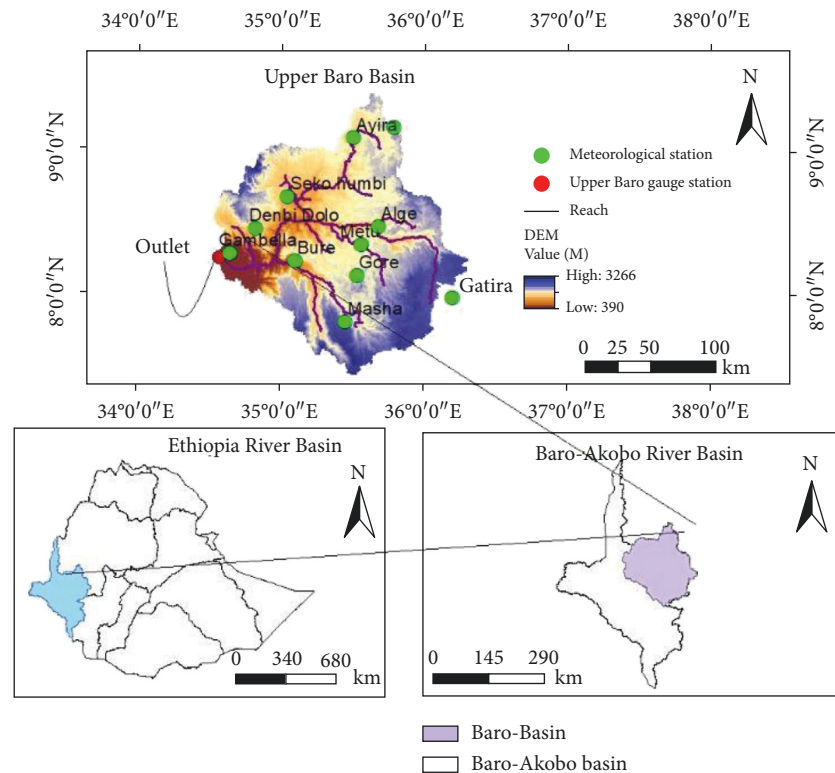 34°0′0″E 35°0′0″E 36°0′0″E 37°0′0″E 38°0′0″E
Upper Baro Basin
N
9°0′0″N
8°0′0″N
9°0′0″N
8°0′0″N
Ayira
Seko humbi
Denbi Dolo
Alge
Metu
Gambella
Bure
Gore
Masha
Outlet
Gatira
Meteorological station
Upper Baro gauge station
Reach
DEM
Value (M)
High: 3266
Low: 390
0 25 50 100
km
34°0′0″E 35°0′0″E 36°0′0″E 37°0′0″E 38°0′0″E
Ethiopia River Basin
N
0 340 680
km
Baro-Akobo River Basin
N
0 145 290
km
Baro-Basin
Baro-Akobo basin